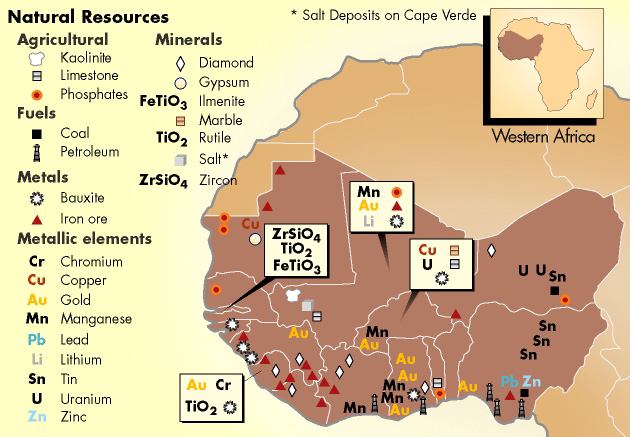 Natural Resources
* Salt Deposits on Cape Verde
Agricultural
Kaolinite
Limestone
Phosphates
Fuels
Coal
Petroleum
Metals
Bauxite
Iron ore
Metallic elements
Cr Chromium
Cu Copper
Au Gold
Mn Manganese
Pb Lead
Li Lithium
Sn Tin
U Uranium
Zn Zinc
Minerals
Diamond
Gypsum
FeTiO3 Ilmenite
Marble
TiO2 Rutile
Salt*
ZrSiO4 Zircon
Western Africa
Cu
ZrSiO4
TiO2
FeTiO3
Mn
Au
Li
Cu
U
U U Sn
Au
Mn
Au
Sn
Sn
Sn
Au
Au
Au Cr
TiO2
Mn
Mn
Mn
Au
Au
Pb Zn